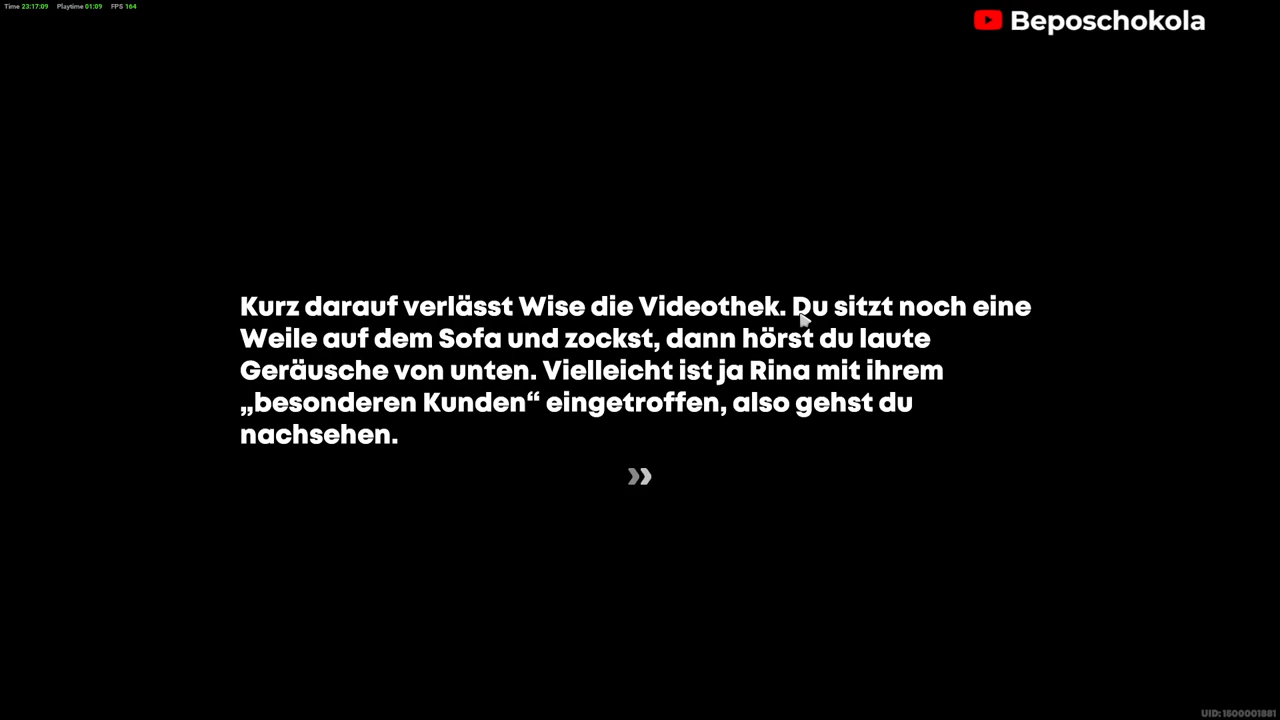 Time 23:17:09 Playtime 01:09 FPS 164
Beposchokola
Kurz darauf verlässt Wise die Videothek. Du sitzt noch eine
Weile auf dem Sofa und zockst, dann hörst du laute
Geräusche von unten. Vielleicht ist ja Rina mit ihrem
„besonderen Kunden“ eingetroffen, also gehst du
nachsehen.
UID: 1500001881